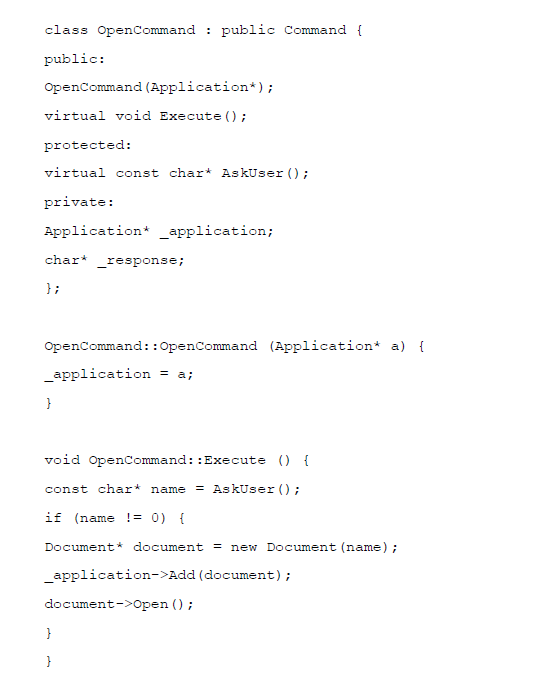 class OpenCommand : public Command {
public:
OpenCommand(Application*);
virtual void Execute();
protected:
virtual const char* AskUser();
private:
Application* _application;
char* _response;
};
OpenCommand::OpenCommand (Application* a) {
_application = a;
}
void OpenCommand::Execute () {
const char* name = AskUser();
if (name != 0) {
Document* document = new Document(name);
_application->Add(document);
document->Open();
}
}